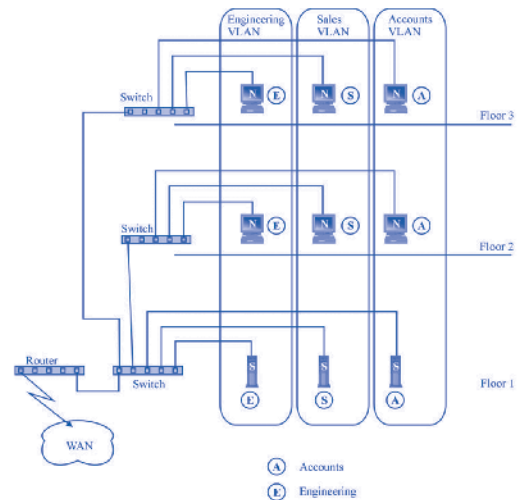 Engineering Sales Accounts
VLAN VLAN VLAN
Switch
N E N S N A
Floor 3
Switch
N E N S N A
Floor 2
Router
Switch
S S S
Floor 1
E S A
WAN
A Accounts
E Engineering